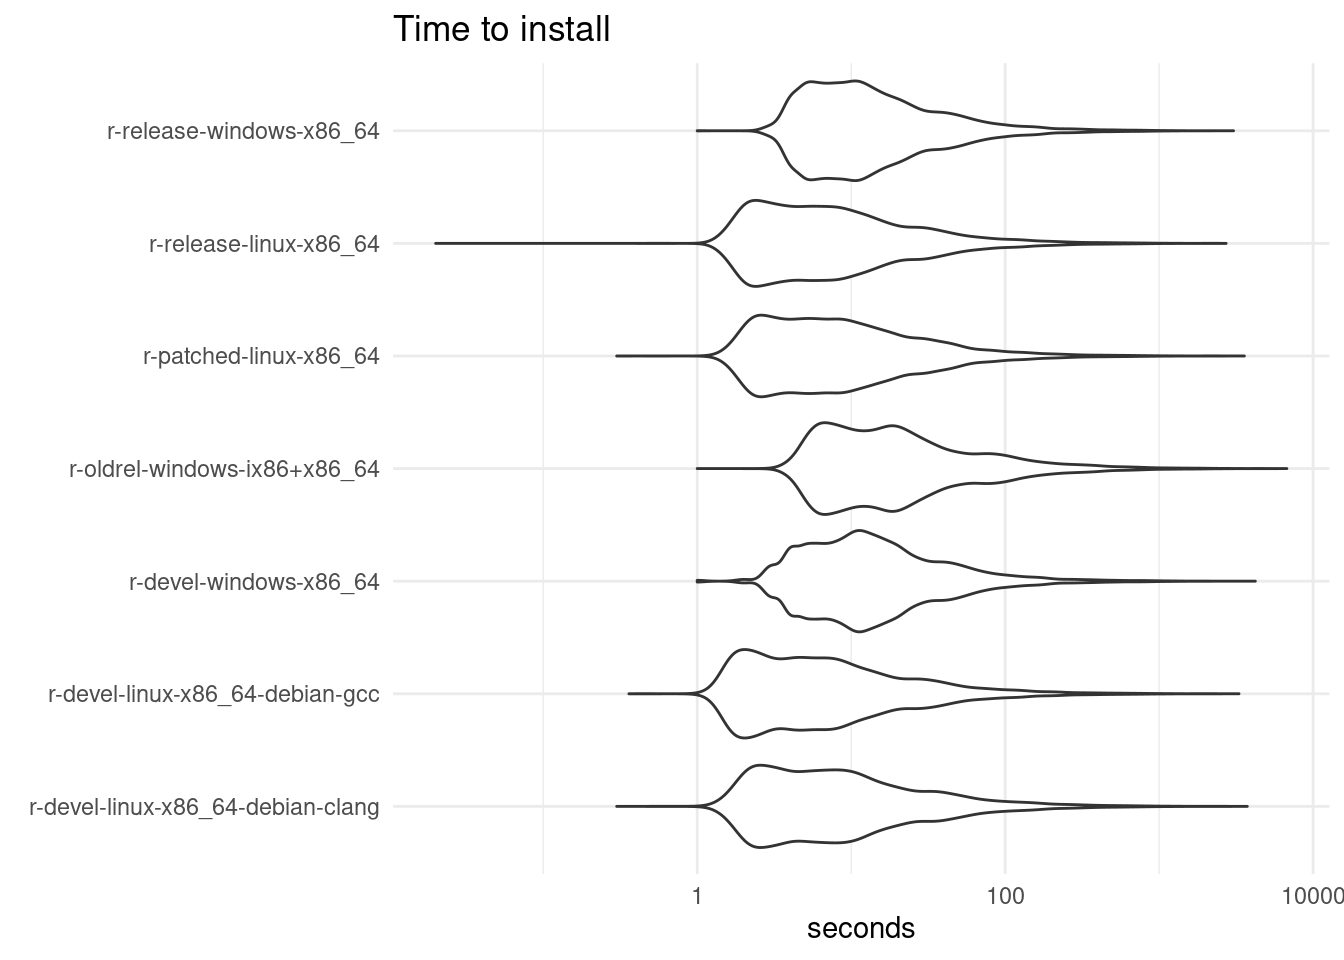 Time to install
r-release-windows-x86_64
r-release-linux-x86_64
r-patched-linux-x86_64
r-oldrel-windows-ix86+x86_64
r-devel-windows-x86_64
r-devel-linux-x86_64-debian-gcc
r-devel-linux-x86_64-debian-clang
1 100 10000
seconds